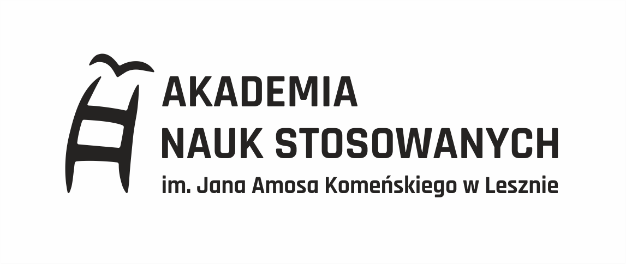 AKADEMIA
NAUK STOSOWANYCH
im. Jana Amosa Komeńskiego w Lesznie